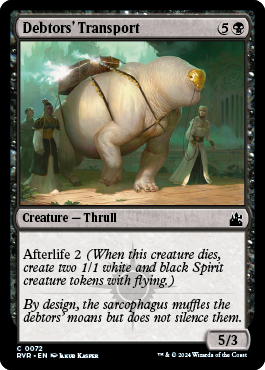 Debtors' Transport 5
Creature — Thrull
Afterlife 2 (When this creature dies,
create two 1/1 white and black Spirit
creature tokens with flying.)
By design, the sarcophagus muffles the
debtors' moans but does not silence them.
5/3
C 0072
RVR • EN Jakub Kasper
™ & © 2024 Wizards of the Coast